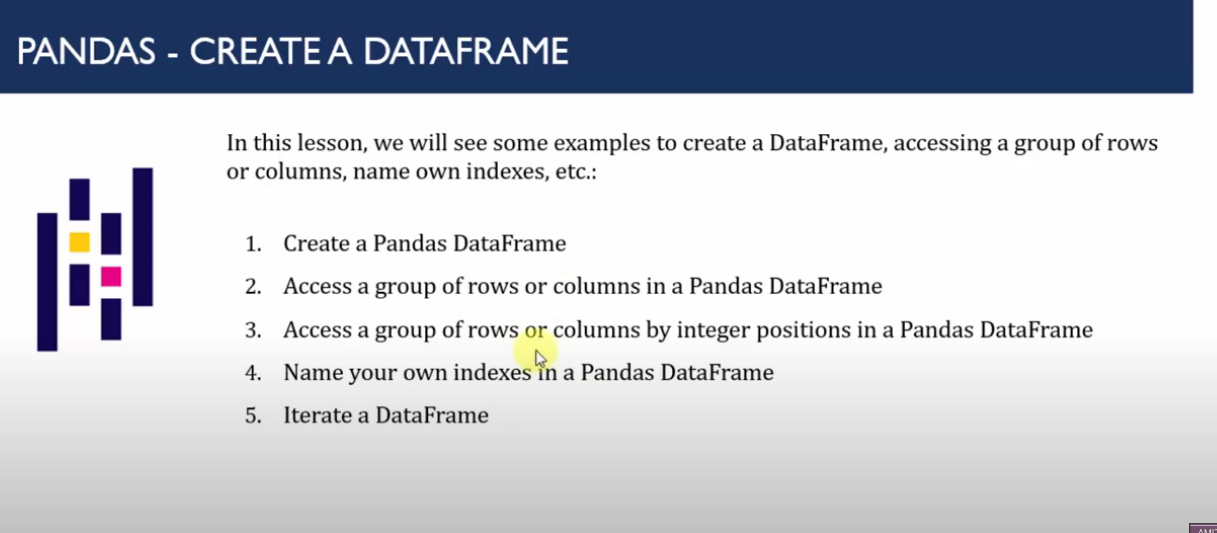 PANDAS - CREATE A DATAFRAME
In this lesson, we will see some examples to create a DataFrame, accessing a group of rows
or columns, name own indexes, etc.:
1. Create a Pandas DataFrame
2. Access a group of rows or columns in a Pandas DataFrame
3. Access a group of rows or columns by integer positions in a Pandas DataFrame
4. Name your own indexes in a Pandas DataFrame
5. Iterate a DataFrame